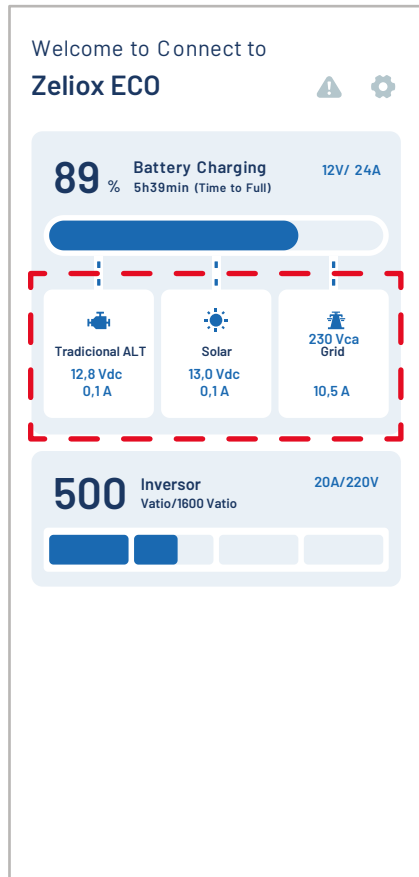 Welcome to Connect to
Zeliox ECO
89 %
Battery Charging
5h39min (Time to Full)
12V/ 24A
Tradicional ALT
12,8 Vdc
0,1 A
Solar
13,0 Vdc
0,1 A
230 Vca
Grid
10,5 A
500
Inversor
Vatio/1600 Vatio
20A/220V